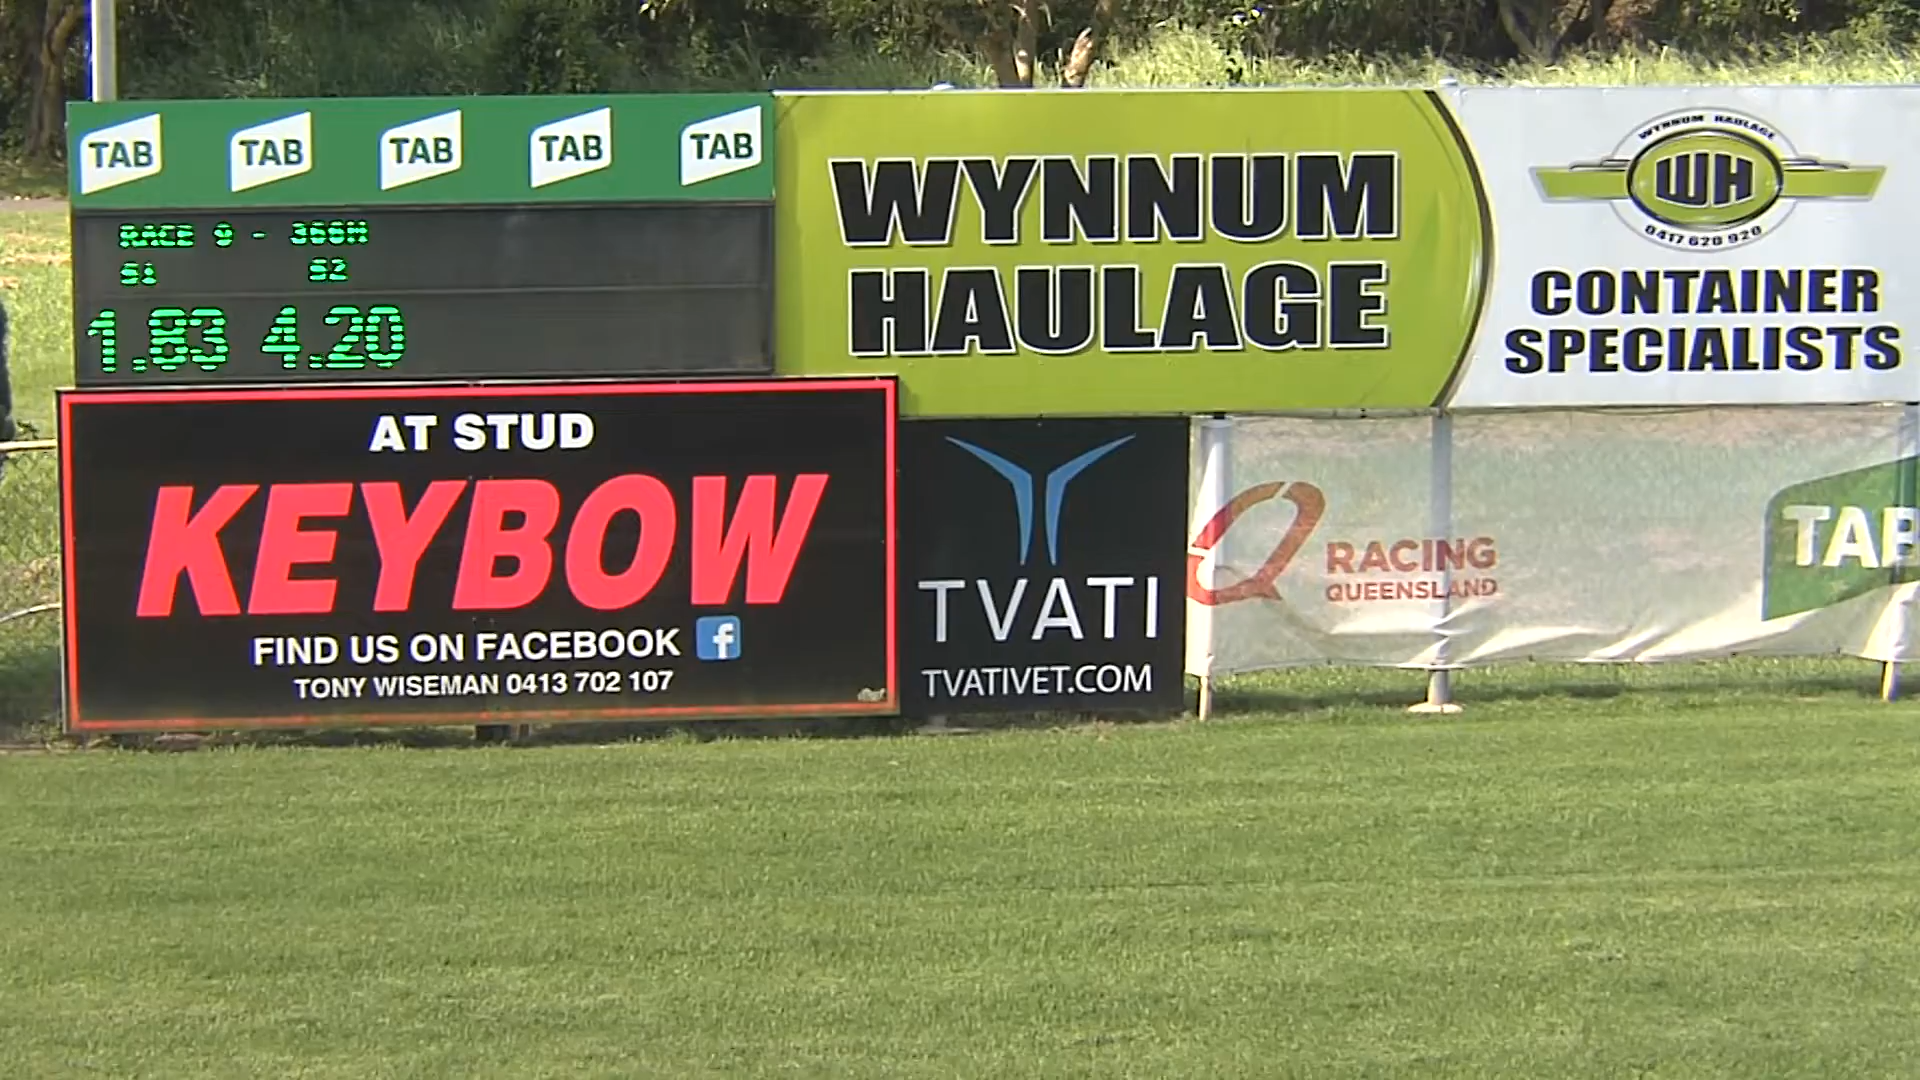 TAB TAB TAB TAB TAB
RACE 9 - 366M
S1 S2
1.83 4.20
WYNNUM
HAULAGE
WYNNUM HAULAGE
WH
0417 620 920
CONTAINER
SPECIALISTS
AT STUD
KEYBOW
FIND US ON FACEBOOK f
TONY WISEMAN 0413 702 107
TVATI
TVATIVET.COM
Q RACING
QUEENSLAND
TAB